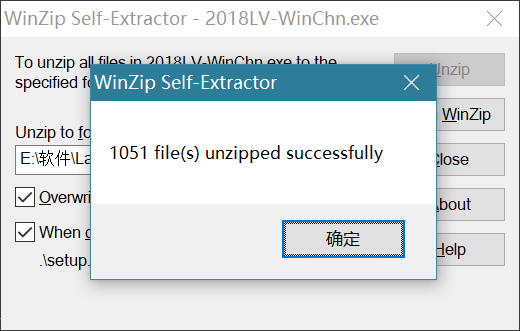 WinZip Self-Extractor - 2018LV-WinChn.exe
To unzip all files in 2018LV-WinChn.exe to the
specified fo
Unzip
WinZip Self-Extractor
Unzip to fo
WinZip
1051 file(s) unzipped successfully
E:\软件\La
Close
Overwri
About
When
确定
.\setup.
Help